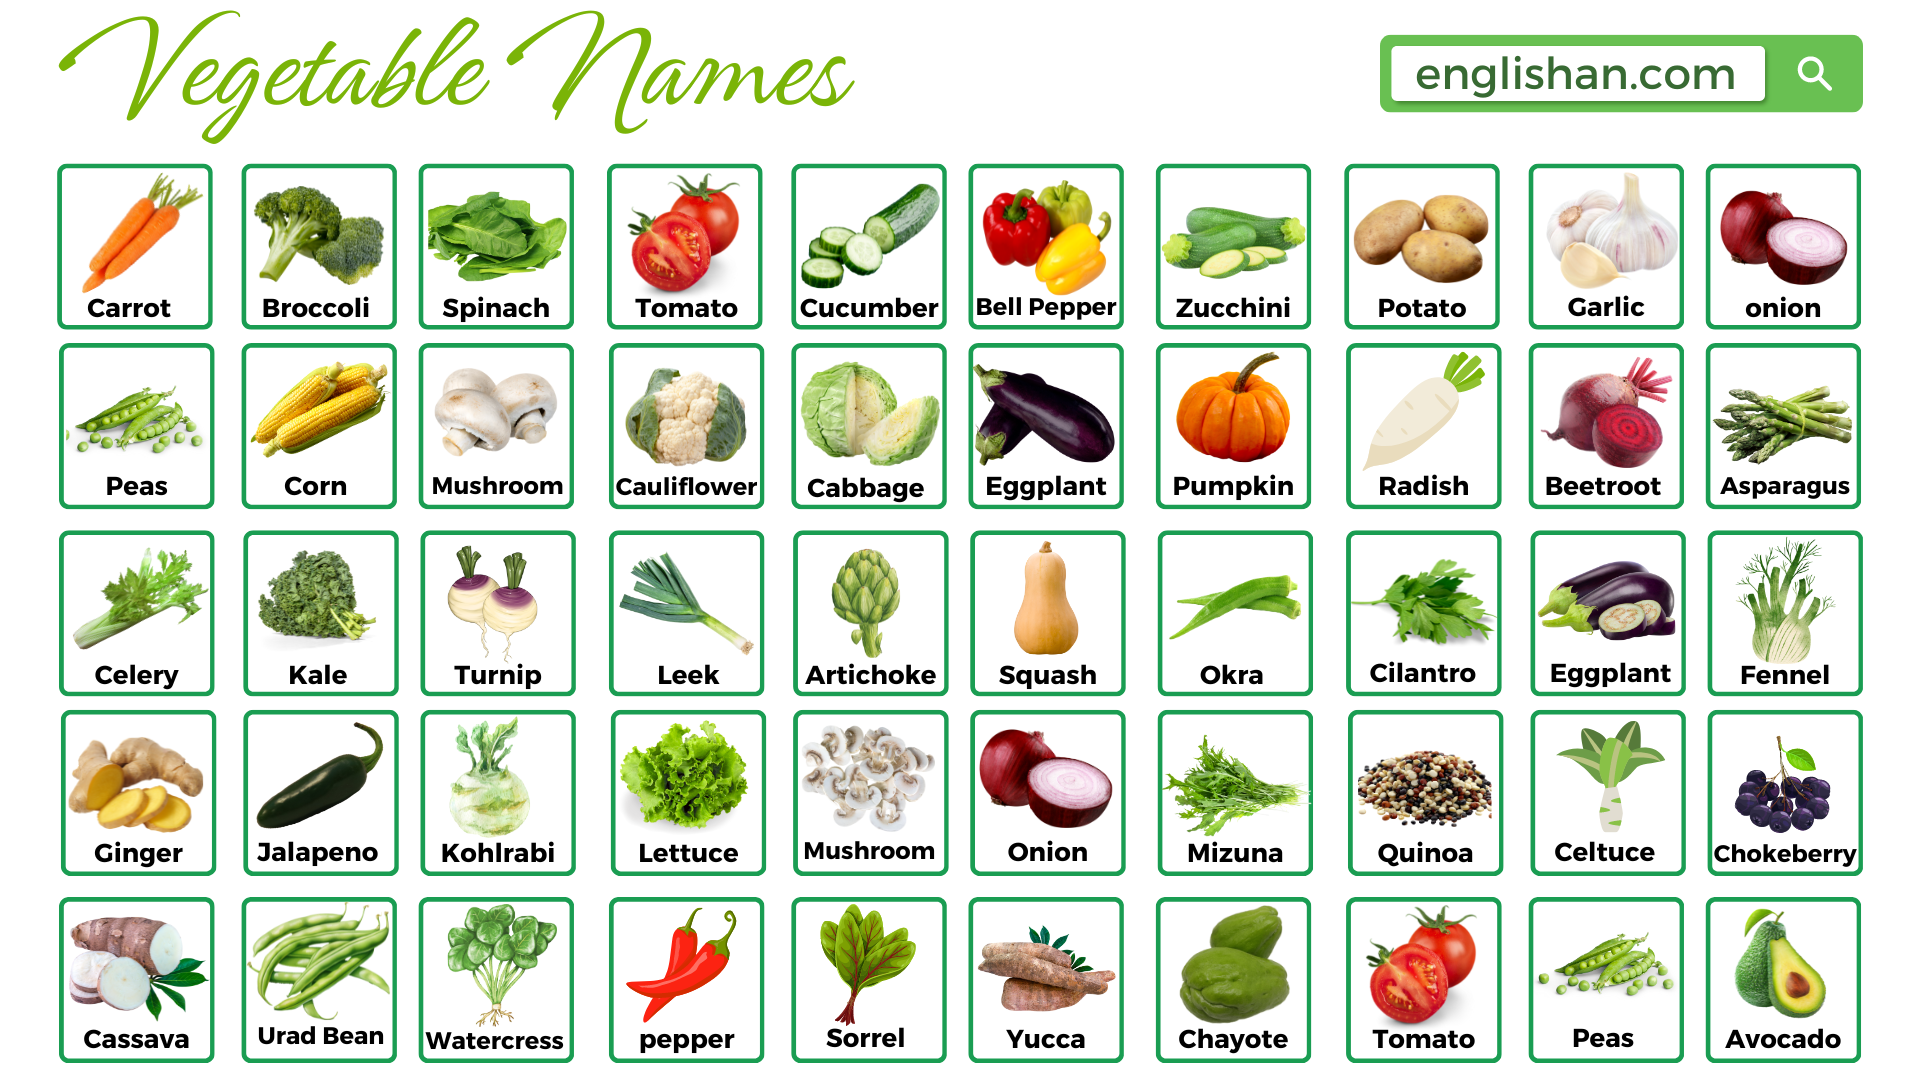 Vegetable Names
englishan.com
Carrot
Broccoli
Spinach
Tomato
Cucumber
Bell Pepper
Zucchini
Potato
Garlic
onion
Peas
Corn
Mushroom
Cauliflower
Cabbage
Eggplant
Pumpkin
Radish
Beetroot
Asparagus
Celery
Kale
Turnip
Leek
Artichoke
Squash
Okra
Cilantro
Eggplant
Fennel
Ginger
Jalapeno
Kohlrabi
Lettuce
Mushroom
Onion
Mizuna
Quinoa
Celtuce
Chokeberry
Cassava
Urad Bean
Watercress
pepper
Sorrel
Yucca
Chayote
Tomato
Peas
Avocado